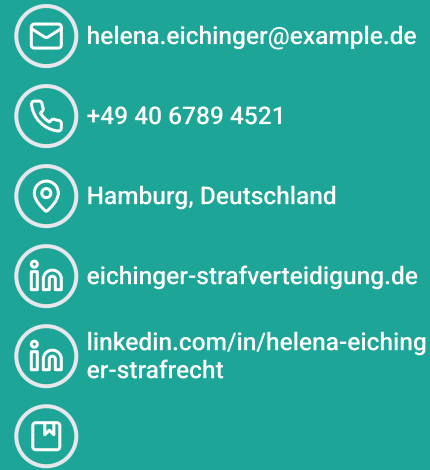 helena.eichinger@example.de
+49 40 6789 4521
Hamburg, Deutschland
eichinger-strafverteidigung.de
linkedin.com/in/helena-eiching
er-strafrecht